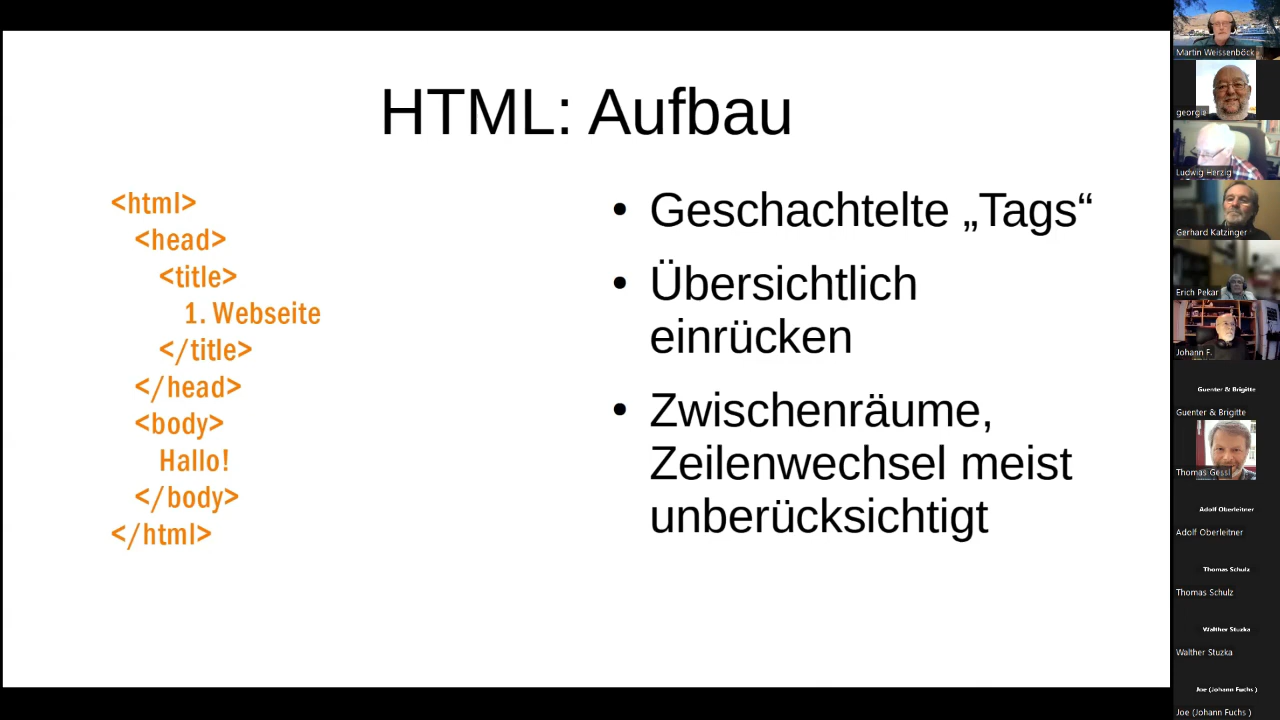 HTML: Aufbau
<html>
<head>
<title>
1. Webseite
</title>
</head>
<body>
Hallo!
</body>
</html>
• Geschachtelte „Tags“
• Übersichtlich
einrücken
• Zwischenräume,
Zeilenwechsel meist
unberücksichtigt
Martin Weissenböck
georgie
Ludwig Herzig
Gerhard Katzinger
Erich Pekar
Johann F.
Guenter & Brigitte
Guenter & Brigitte
Thomas Gessl
Adolf Oberleitner
Adolf Oberleitner
Thomas Schulz
Thomas Schulz
Walther Stuzka
Walther Stuzka
Joe (Johann Fuchs )
Joe (Johann Fuchs )